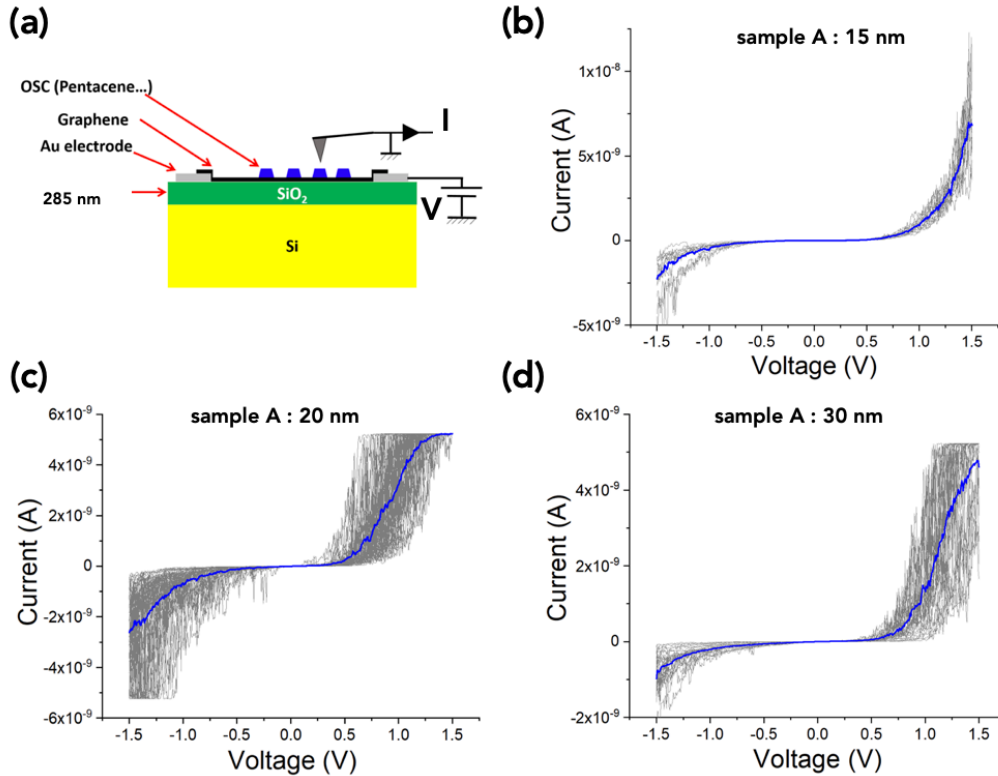 (a)
OSC (Pentacene...)
Graphene
Au electrode
285 nm
SiO₂
Si
I
V
(b)
sample A : 15 nm
1x10⁻⁸
5x10⁻⁹
0
-5x10⁻⁹
Current (A)
-1.5 -1.0 -0.5 0.0 0.5 1.0 1.5
Voltage (V)
(c)
sample A : 20 nm
6x10⁻⁹
4x10⁻⁹
2x10⁻⁹
0
-2x10⁻⁹
-4x10⁻⁹
-6x10⁻⁹
Current (A)
-1.5 -1.0 -0.5 0.0 0.5 1.0 1.5
Voltage (V)
(d)
sample A : 30 nm
6x10⁻⁹
4x10⁻⁹
2x10⁻⁹
0
-2x10⁻⁹
Current (A)
-1.5 -1.0 -0.5 0.0 0.5 1.0 1.5
Voltage (V)